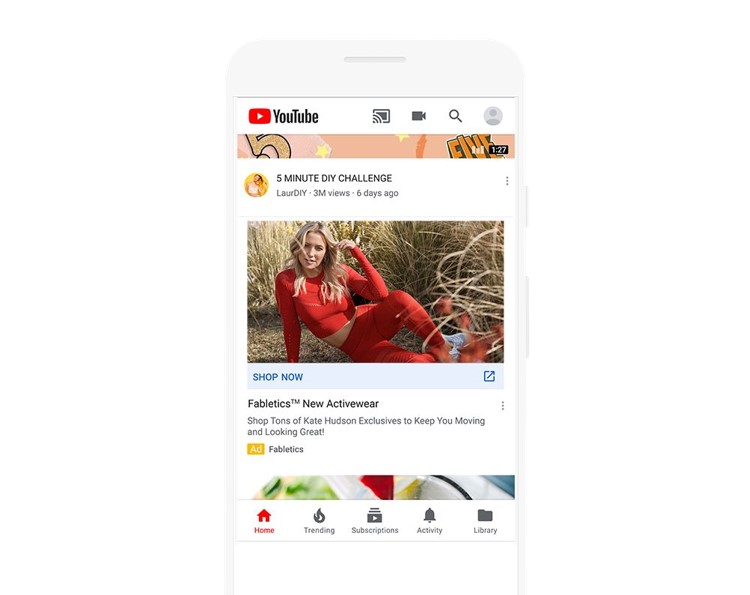 YouTube
5
FIVE
1:27
5 MINUTE DIY CHALLENGE
LaurDIY · 3M views · 6 days ago
SHOP NOW
Fabletics™ New Activewear
Shop Tons of Kate Hudson Exclusives to Keep You Moving
and Looking Great!
Ad Fabletics
Home Trending Subscriptions Activity Library